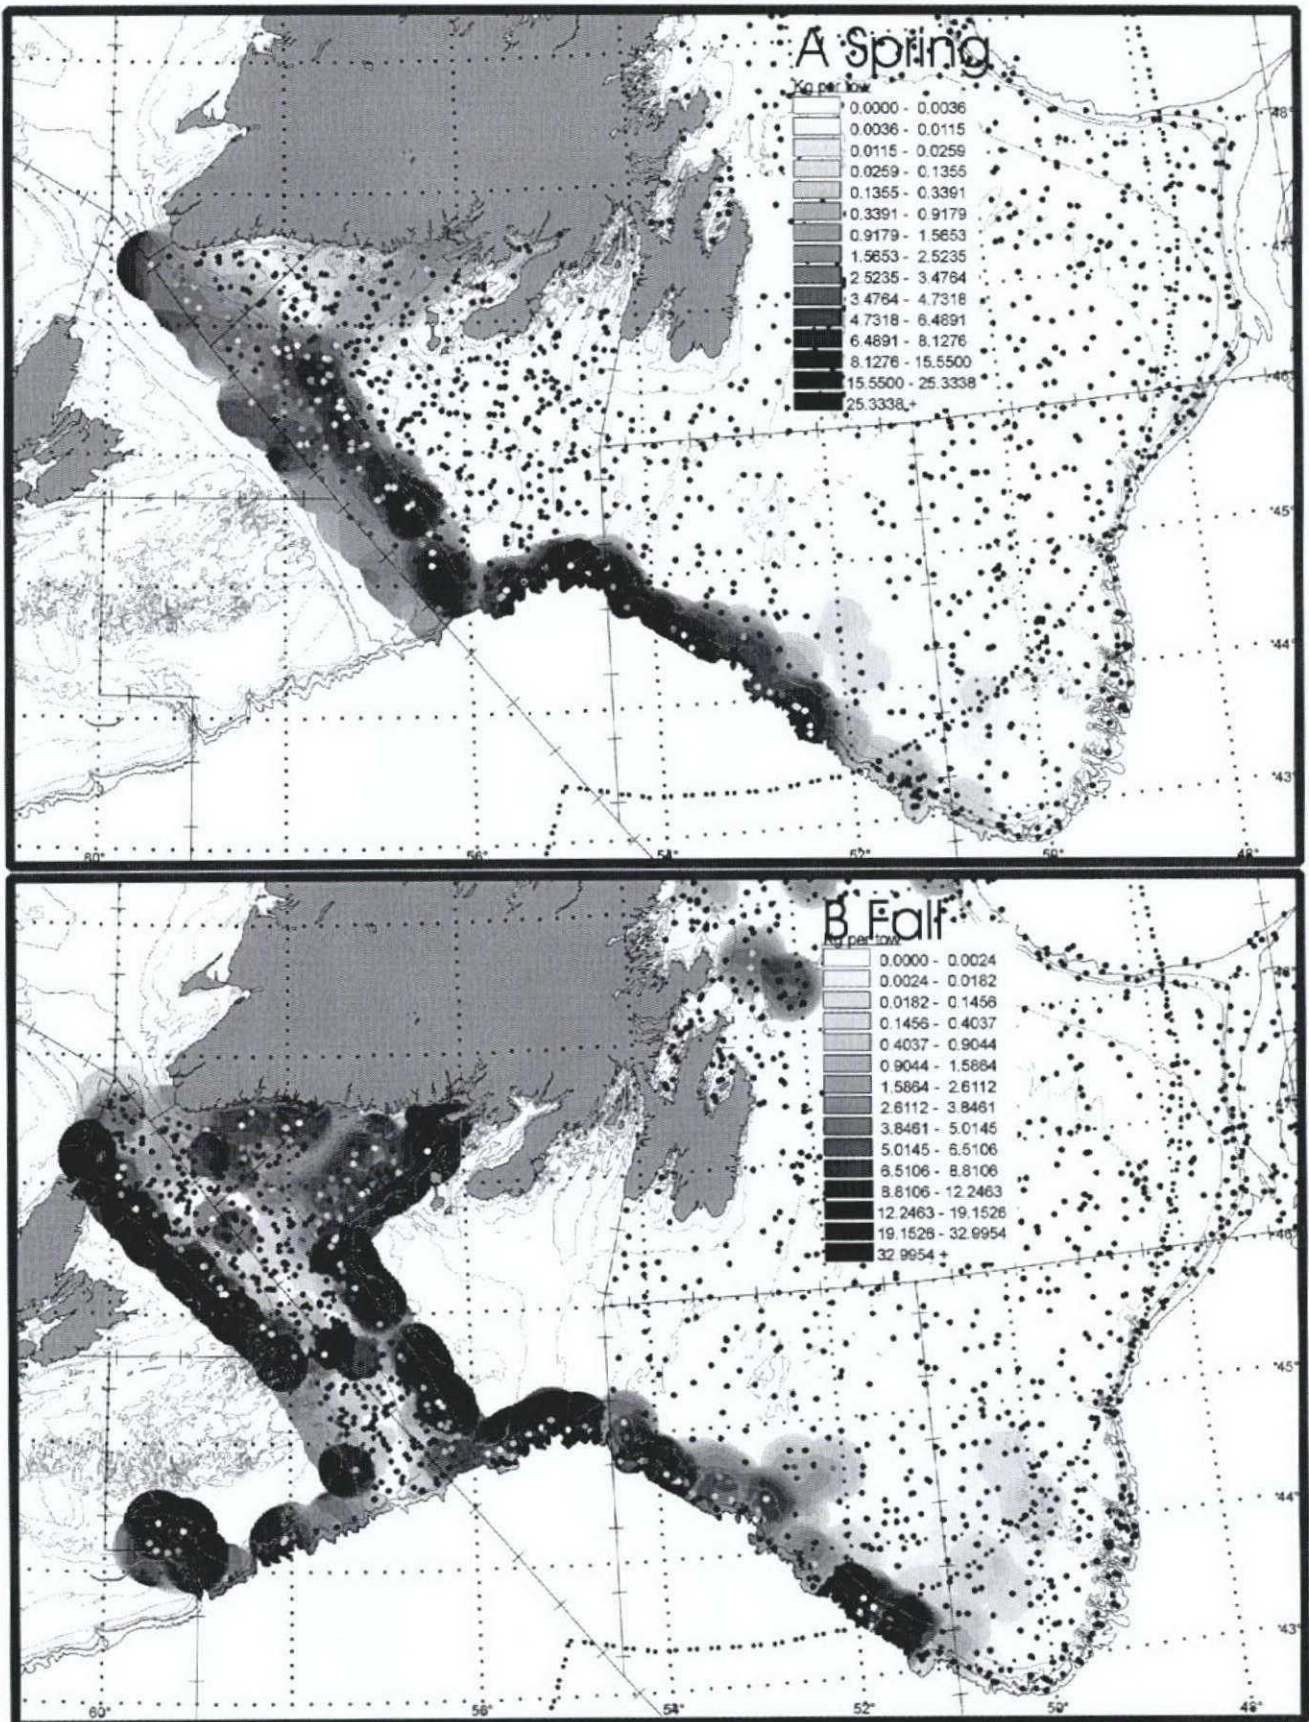 A Spring
Kg per tow
0.0000 - 0.0036
0.0036 - 0.0115
0.0115 - 0.0259
0.0259 - 0.1355
0.1355 - 0.3391
0.3391 - 0.9179
0.9179 - 1.5653
1.5653 - 2.5235
2.5235 - 3.4764
3.4764 - 4.7318
4.7318 - 6.4891
6.4891 - 8.1276
8.1276 - 15.5500
15.5500 - 25.3338
25.3338 +
48°
45°
44°
43°
60°
56°
52°
50°
48°
B Fall
Kg per tow
0.0000 - 0.0024
0.0024 - 0.0182
0.0182 - 0.1456
0.1456 - 0.4037
0.4037 - 0.9044
0.9044 - 1.5864
1.5864 - 2.6112
2.6112 - 3.8461
3.8461 - 5.0145
5.0145 - 6.5106
6.5106 - 8.8106
8.8106 - 12.2463
12.2463 - 19.1526
19.1526 - 32.9954
32.9954 +
45°
44°
43°
60°
56°
54°
52°
50°
48°